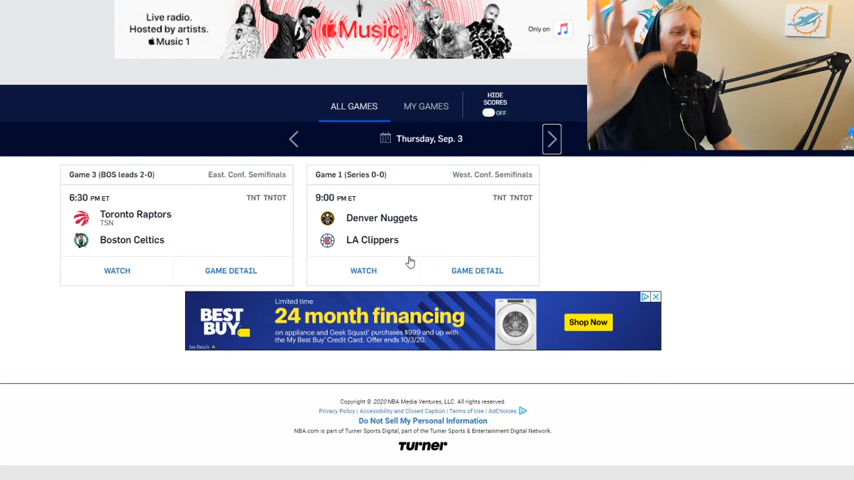 Live radio.
Hosted by artists.
Music 1
Music
Only on
ALL GAMES
MY GAMES
HIDE
SCORES
OFF
Thursday, Sep. 3
Game 3 (BOS leads 2-0)
East. Conf. Semifinals
6:30 PM ET
TNT TNTOT
Toronto Raptors
TSN
Boston Celtics
WATCH
GAME DETAIL
Game 1 (Series 0-0)
West. Conf. Semifinals
9:00 PM ET
TNT TNTOT
Denver Nuggets
LA Clippers
WATCH
GAME DETAIL
BEST
BUY
See Details
Limited time
24 month financing
on appliance and Geek Squad® purchases $999 and up with
the My Best Buy® Credit Card. Offer ends 10/3/20.
Shop Now
Copyright © 2020 NBA Media Ventures, LLC. All rights reserved.
Privacy Policy | Accessibility and Closed Caption | Terms of Use | AdChoices
Do Not Sell My Personal Information
NBA.com is part of Turner Sports Digital, part of the Turner Sports & Entertainment Digital Network.
Turner